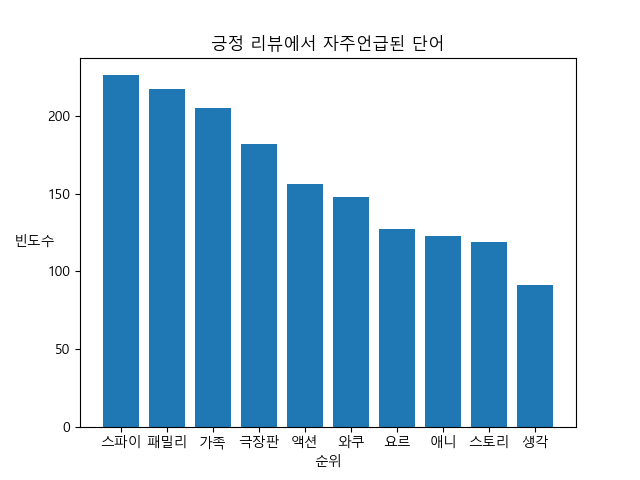 긍정 리뷰에서 자주언급된 단어
200
150
빈도수
100
50
0
스파이 패밀리 가족 극장판 액션 와쿠 요르 애니 스토리 생각
순위